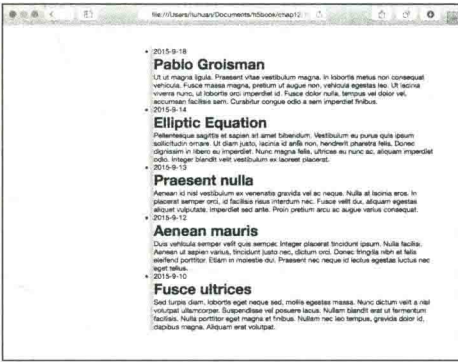 file:///Users/liuhuan/Documents/h5book/chap12
2015-9-18
Pablo Groisman
Ut ut magna ligula. Praesent vitae vestibulum magna. In lobortis metus non consequat
vehicula. Fusce massa magna, pretium ut augue non, vehicula egestas leo. Ut lacinia
viverra nunc, ut lobortis orci imperdiet id. Fusce dolor nulla, tempus vel dolor vel,
accumsan facilisis sem. Curabitur congue odio a sem imperdiet finibus.
2015-9-14
Elliptic Equation
Pellentesque sagittis et sapien sit amet bibendum. Vestibulum eu purus quis ipsum
sollicitudin ornare. Ut diam justo, lacinia id ante non, hendrerit pharetra felis. Donec
dignissim in libero eu imperdiet. Nunc magna felis, ultrices eu nunc ac, aliquam imperdiet
odio. Integer blandit velit vestibulum ex laoreet placerat.
2015-9-13
Praesent nulla
Aenean id nisl vestibulum ex venenatis gravida vel ac neque. Nulla at lacinia eros. In
placerat semper orci, id facilisis risus interdum nec. Fusce velit dui, aliquam egestas
aliquet vulputate, imperdiet sed ante. Proin pretium arcu ac augue varius consequat.
2015-9-12
Aenean mauris
Duis vehicula semper velit quis semper. Integer placerat tincidunt ipsum. Nulla facilisi.
Aenean ut sapien varius, tincidunt justo nec, dictum orci. Donec fringilla nibh at felis
eleifend porttitor. Etiam in molestie dui. Praesent nec neque id lectus egestas luctus nec
eget tellus.
2015-9-10
Fusce ultrices
Sed turpis diam, lobortis eget neque sed, mollis egestas massa. Nunc dictum velit a nisl
volutpat ullamcorper. Suspendisse vel posuere lacus. Nullam blandit erat ut fermentum
facilisis. Nulla porttitor eget magna et finibus. Nullam nec leo tempus, gravida dolor id,
dapibus magna. Aliquam erat volutpat.